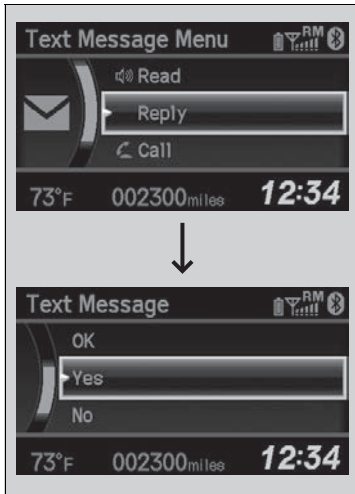 Text Message Menu RM
Read
Reply
Call
73°F 002300miles 12:34
Text Message RM
OK
Yes
No
73°F 002300miles 12:34